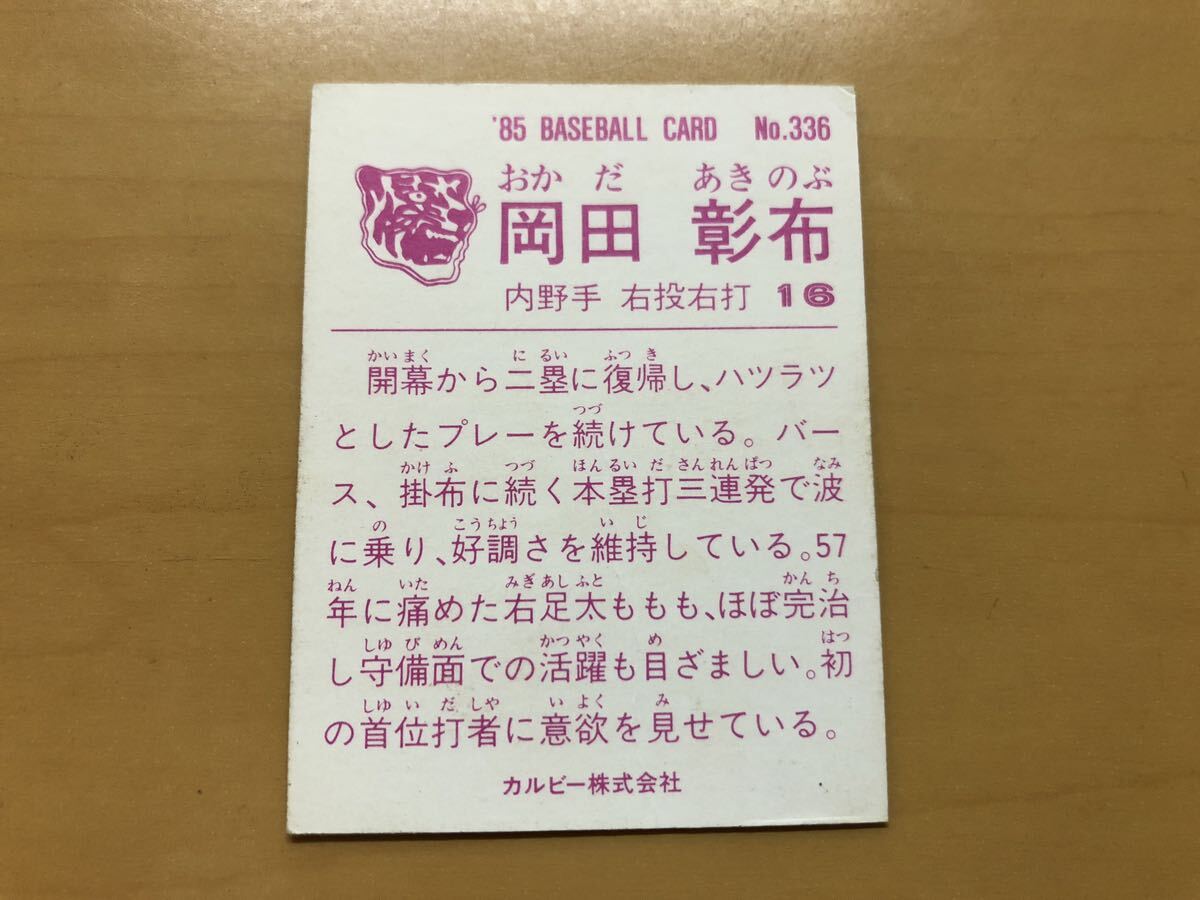 '85 BASEBALL CARD No.336
おかだ あきのぶ
岡田 彰布
内野手 右投右打 16
かいまく にるい ふつき
開幕から二塁に復帰し、ハツラツ
つづ
としたプレーを続けている。バー
かけふ つづ ほんるいだ さんれんぱつ なみ
ス、掛布に続く本塁打三連発で波
の こうちよう いじ
に乗り、好調さを維持している。57
ねん いた みぎあしふと かんち
年に痛めた右足太ももも、ほぼ完治
しゆびめん かつやく め はつ
し守備面での活躍も目ざましい。初
しゆいだしや いよく み
の首位打者に意欲を見せている。
カルビー株式会社